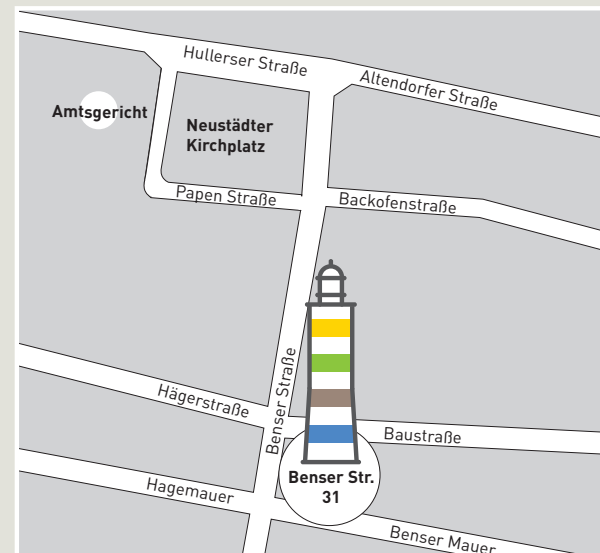 Hullerser Straße
Altendorfer Straße
Amtsgericht
Neustädter
Kirchplatz
Papen Straße
Backofenstraße
Benser Straße
Hägerstraße
Baustraße
Benser Str.
31
Hagemauer
Benser Mauer